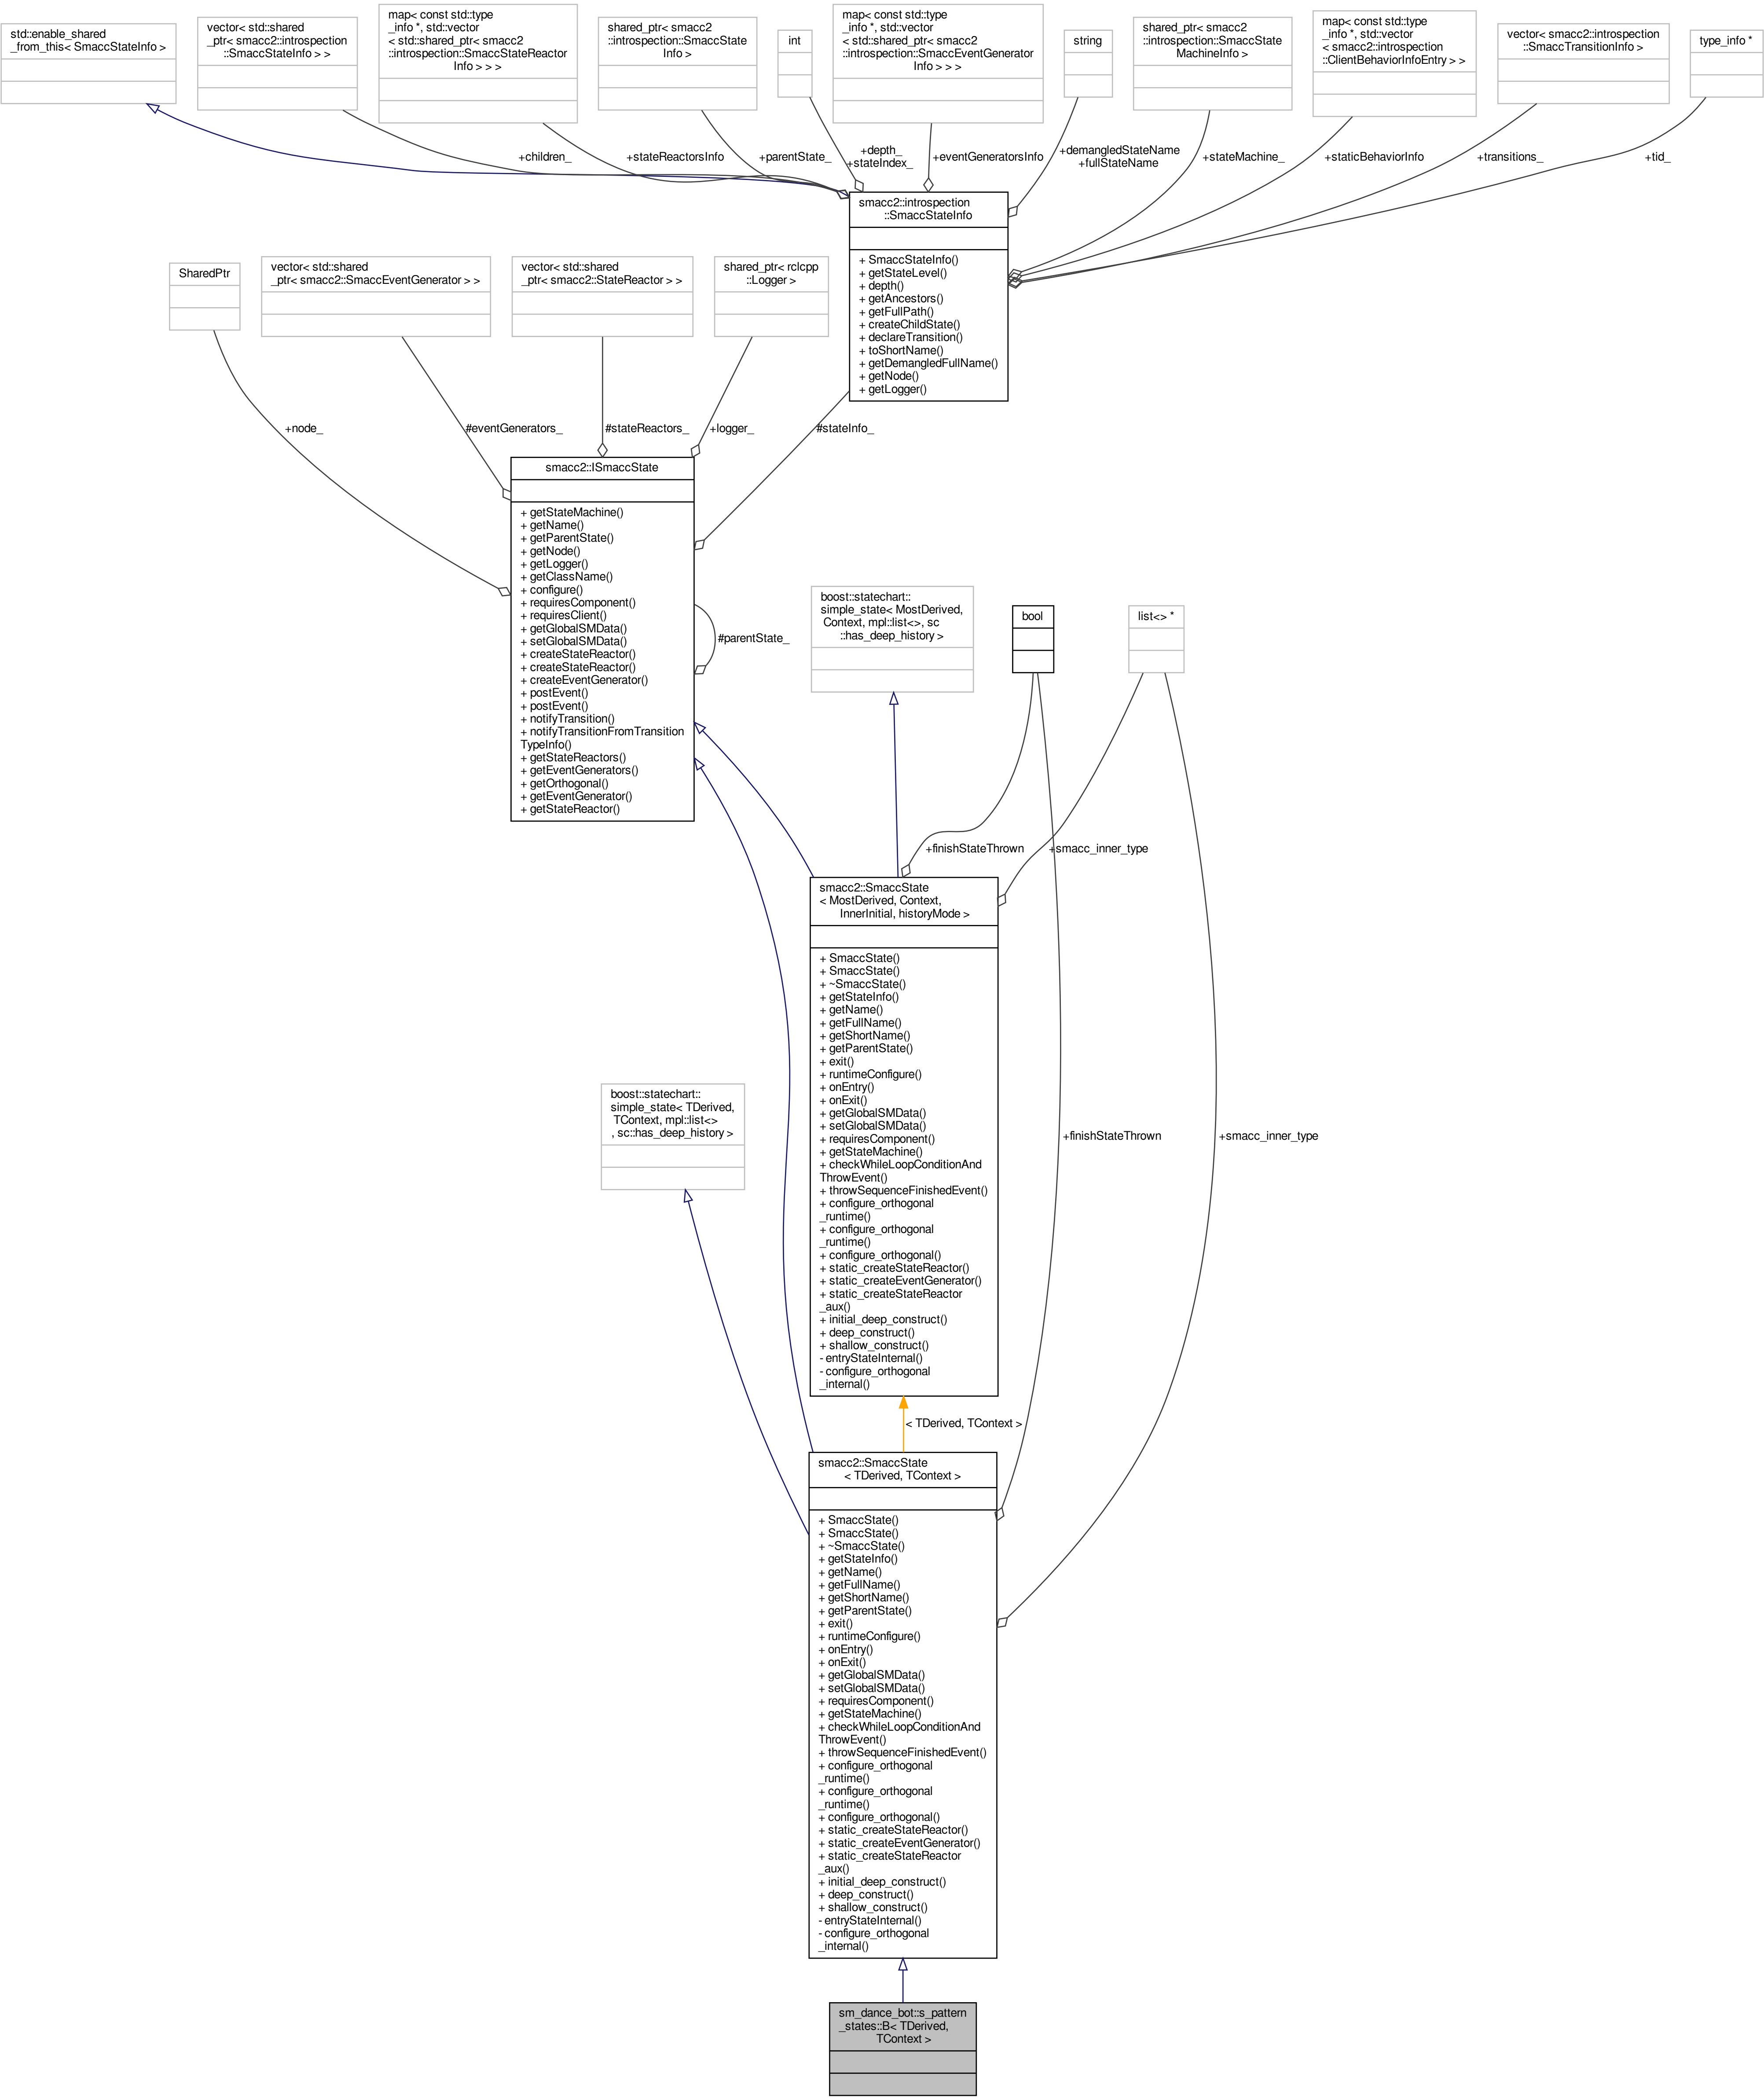 std::enable_shared
_from_this< SmaccStateInfo >
vector< std::shared
_ptr< smacc2::introspection
::SmaccStateInfo > >
map< const std::type
_info *, std::vector
< std::shared_ptr< smacc2
::introspection::SmaccStateReactor
Info > > >
shared_ptr< smacc2
::introspection::SmaccState
Info >
int
map< const std::type
_info *, std::vector
< std::shared_ptr< smacc2
::introspection::SmaccEventGenerator
Info > > >
string
shared_ptr< smacc2
::introspection::SmaccState
MachineInfo >
map< const std::type
_info *, std::vector
< smacc2::introspection
::ClientBehaviorInfoEntry > >
vector< smacc2::introspection
::SmaccTransitionInfo >
type_info *
+children_
+stateReactorsInfo
+parentState_
+depth_
+stateIndex_
+eventGeneratorsInfo
+demangledStateName
+fullStateName
+stateMachine_
+staticBehaviorInfo
+transitions_
+tid_
smacc2::introspection
::SmaccStateInfo
+ SmaccStateInfo()
+ getStateLevel()
+ depth()
+ getAncestors()
+ getFullPath()
+ createChildState()
+ declareTransition()
+ toShortName()
+ getDemangledFullName()
+ getNode()
+ getLogger()
SharedPtr
vector< std::shared
_ptr< smacc2::SmaccEventGenerator > >
vector< std::shared
_ptr< smacc2::StateReactor > >
shared_ptr< rclcpp
::Logger >
+node_
#eventGenerators_
#stateReactors_
+logger_
#stateInfo_
smacc2::ISmaccState
+ getStateMachine()
+ getName()
+ getParentState()
+ getNode()
+ getLogger()
+ getClassName()
+ configure()
+ requiresComponent()
+ requiresClient()
+ getGlobalSMData()
+ setGlobalSMData()
+ createStateReactor()
+ createStateReactor()
+ createEventGenerator()
+ postEvent()
+ postEvent()
+ notifyTransition()
+ notifyTransitionFromTransition
TypeInfo()
+ getStateReactors()
+ getEventGenerators()
+ getOrthogonal()
+ getEventGenerator()
+ getStateReactor()
#parentState_
boost::statechart::
simple_state< MostDerived,
Context, mpl::list<>, sc
::has_deep_history >
bool
list<> *
+finishStateThrown
+smacc_inner_type
smacc2::SmaccState
< MostDerived, Context,
InnerInitial, historyMode >
+ SmaccState()
+ SmaccState()
+ ~SmaccState()
+ getStateInfo()
+ getName()
+ getFullName()
+ getShortName()
+ getParentState()
+ exit()
+ runtimeConfigure()
+ onEntry()
+ onExit()
+ getGlobalSMData()
+ setGlobalSMData()
+ requiresComponent()
+ getStateMachine()
+ checkWhileLoopConditionAnd
ThrowEvent()
+ throwSequenceFinishedEvent()
+ configure_orthogonal
_runtime()
+ configure_orthogonal
_runtime()
+ configure_orthogonal()
+ static_createStateReactor()
+ static_createEventGenerator()
+ static_createStateReactor
_aux()
+ initial_deep_construct()
+ deep_construct()
+ shallow_construct()
- entryStateInternal()
- configure_orthogonal
_internal()
boost::statechart::
simple_state< TDerived,
TContext, mpl::list<>
, sc::has_deep_history >
+finishStateThrown
+smacc_inner_type
< TDerived, TContext >
smacc2::SmaccState
< TDerived, TContext >
+ SmaccState()
+ SmaccState()
+ ~SmaccState()
+ getStateInfo()
+ getName()
+ getFullName()
+ getShortName()
+ getParentState()
+ exit()
+ runtimeConfigure()
+ onEntry()
+ onExit()
+ getGlobalSMData()
+ setGlobalSMData()
+ requiresComponent()
+ getStateMachine()
+ checkWhileLoopConditionAnd
ThrowEvent()
+ throwSequenceFinishedEvent()
+ configure_orthogonal
_runtime()
+ configure_orthogonal
_runtime()
+ configure_orthogonal()
+ static_createStateReactor()
+ static_createEventGenerator()
+ static_createStateReactor
_aux()
+ initial_deep_construct()
+ deep_construct()
+ shallow_construct()
- entryStateInternal()
- configure_orthogonal
_internal()
sm_dance_bot::s_pattern
_states::B< TDerived,
TContext >